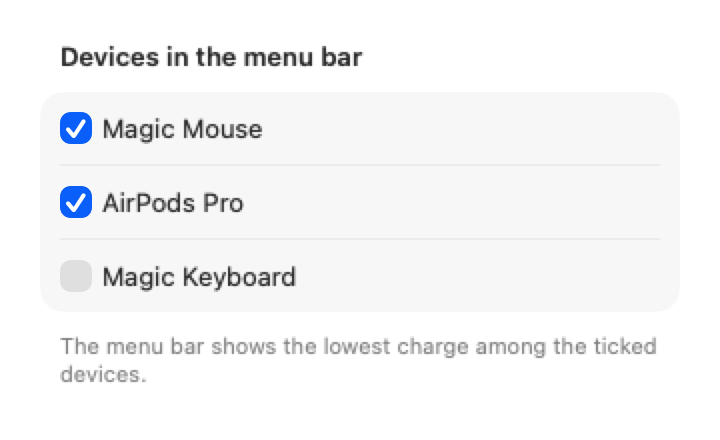 Devices in the menu bar
Magic Mouse
AirPods Pro
Magic Keyboard
The menu bar shows the lowest charge among the ticked
devices.